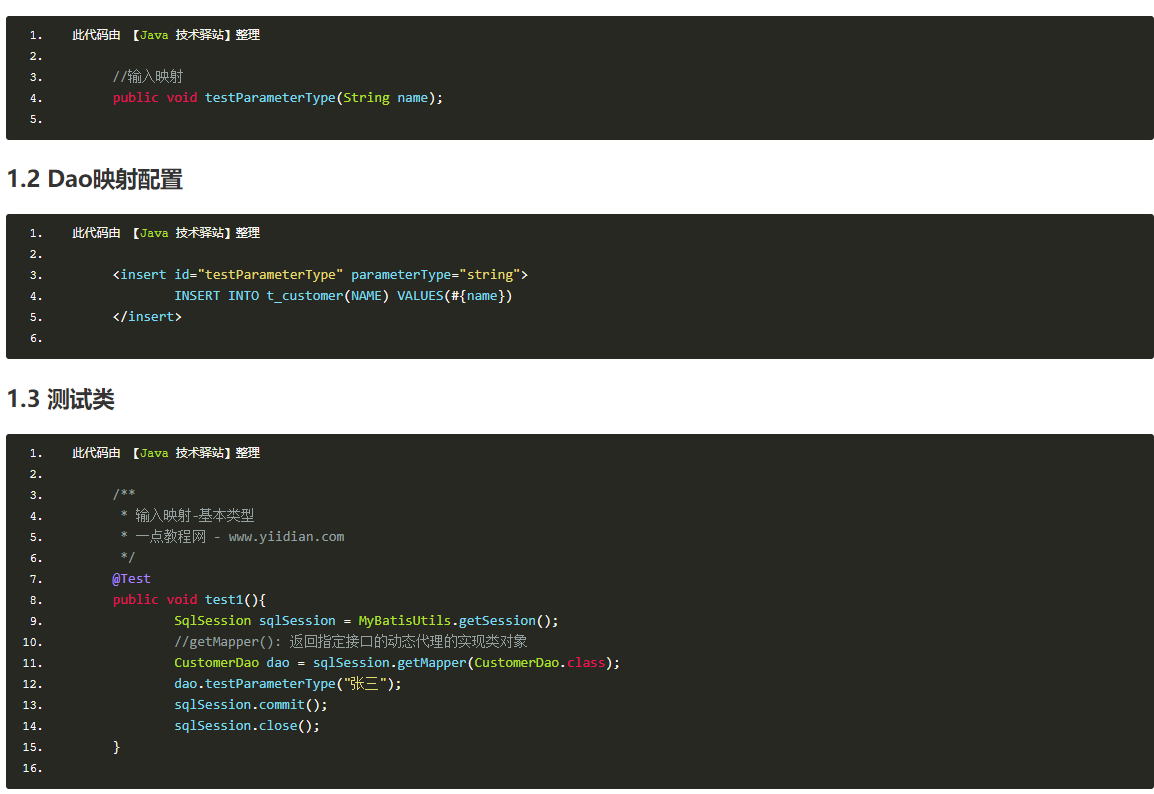 1. 此代码由 【Java 技术驿站】整理
2.
3. //输入映射
4. public void testParameterType(String name);
5.
1.2 Dao映射配置
1. 此代码由 【Java 技术驿站】整理
2.
3. <insert id="testParameterType" parameterType="string">
4. INSERT INTO t_customer(NAME) VALUES(#{name})
5. </insert>
6.
1.3 测试类
1. 此代码由 【Java 技术驿站】整理
2.
3. /**
4. * 输入映射-基本类型
5. * 一点教程网 - www.yiidian.com
6. */
7. @Test
8. public void test1(){
9. SqlSession sqlSession = MyBatisUtils.getSession();
10. //getMapper(): 返回指定接口的动态代理的实现类对象
11. CustomerDao dao = sqlSession.getMapper(CustomerDao.class);
12. dao.testParameterType("张三");
13. sqlSession.commit();
14. sqlSession.close();
15. }
16.